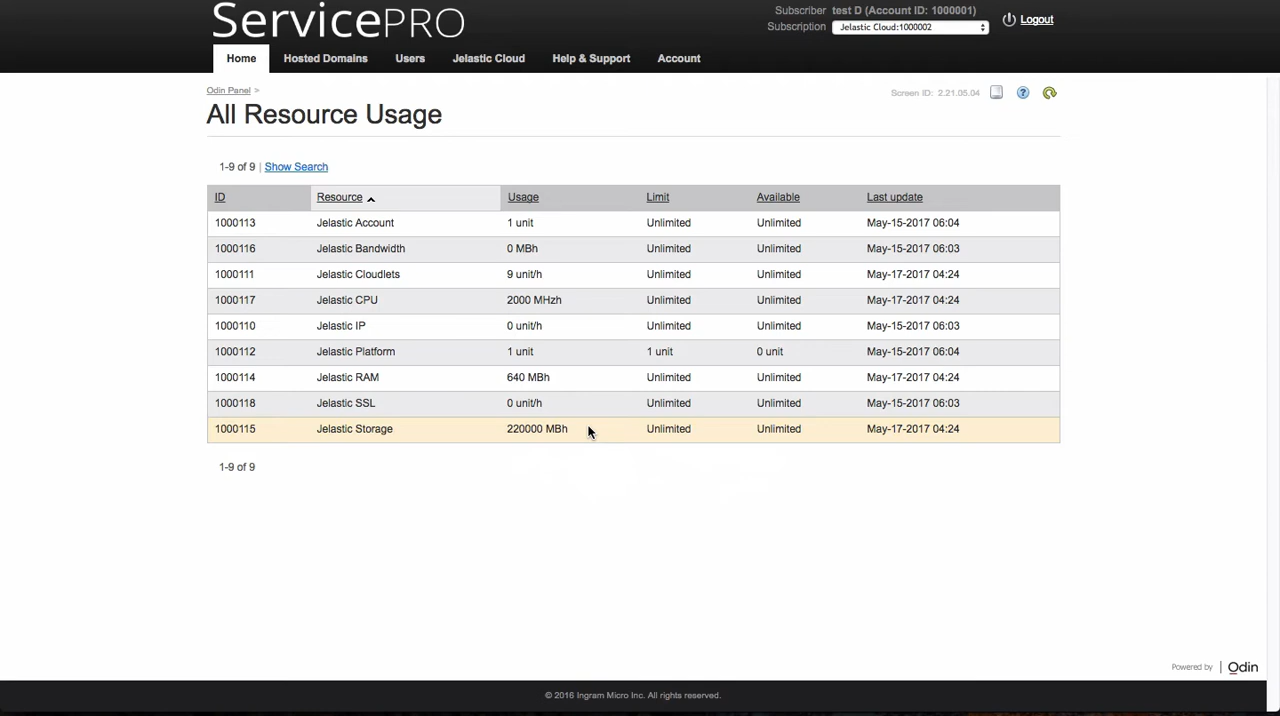 ServicePRO
Subscriber test D (Account ID: 1000001)
Subscription Jelastic Cloud:1000002
Logout
Home Hosted Domains Users Jelastic Cloud Help & Support Account
Odin Panel >
Screen ID: 2.21.05.04
All Resource Usage
1-9 of 9 | Show Search
ID Resource Usage Limit Available Last update
1000113 Jelastic Account 1 unit Unlimited Unlimited May-15-2017 06:04
1000116 Jelastic Bandwidth 0 MBh Unlimited Unlimited May-15-2017 06:03
1000111 Jelastic Cloudlets 9 unit/h Unlimited Unlimited May-17-2017 04:24
1000117 Jelastic CPU 2000 MHzh Unlimited Unlimited May-17-2017 04:24
1000110 Jelastic IP 0 unit/h Unlimited Unlimited May-15-2017 06:03
1000112 Jelastic Platform 1 unit 1 unit 0 unit May-15-2017 06:04
1000114 Jelastic RAM 640 MBh Unlimited Unlimited May-17-2017 04:24
1000118 Jelastic SSL 0 unit/h Unlimited Unlimited May-15-2017 06:03
1000115 Jelastic Storage 220000 MBh Unlimited Unlimited May-17-2017 04:24
1-9 of 9
Powered by | Odin
© 2016 Ingram Micro Inc. All rights reserved.